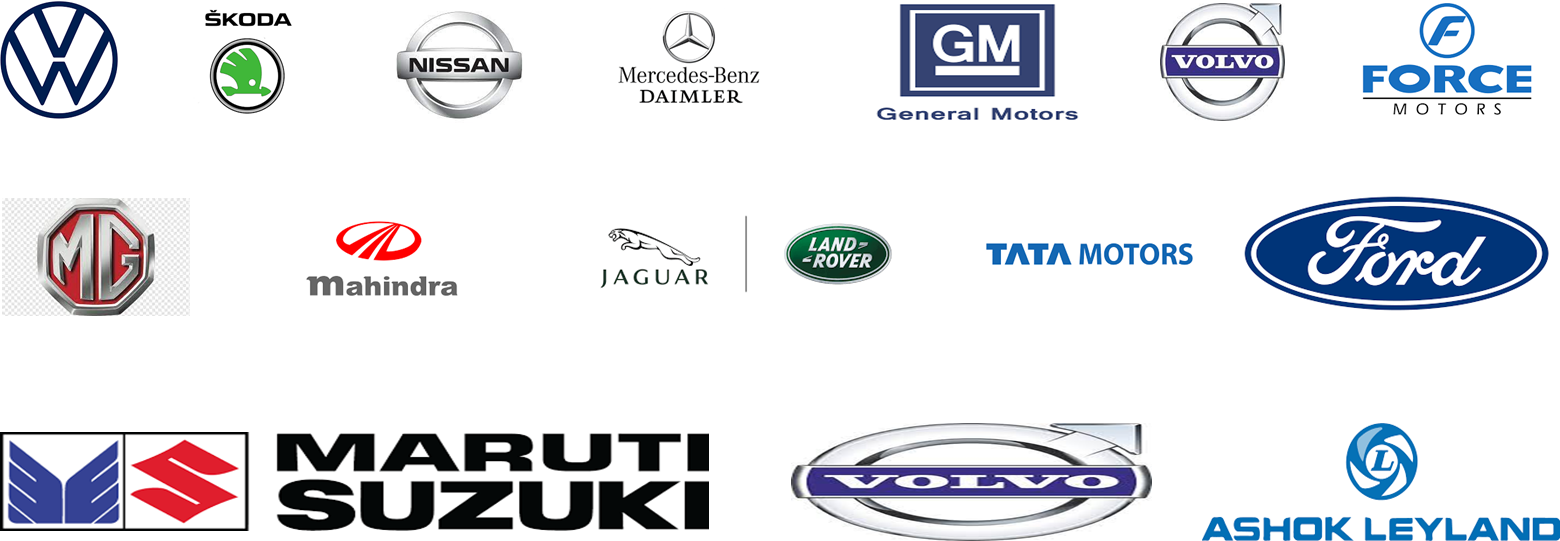 VW
ŠKODA
NISSAN
Mercedes-Benz
DAIMLER
GM
General Motors
VOLVO
F
FORCE
MOTORS
MG
mahindra
JAGUAR
LAND-
-ROVER
TATA MOTORS
Ford
S
MARUTI
SUZUKI
VOLVO
L
ASHOK LEYLAND